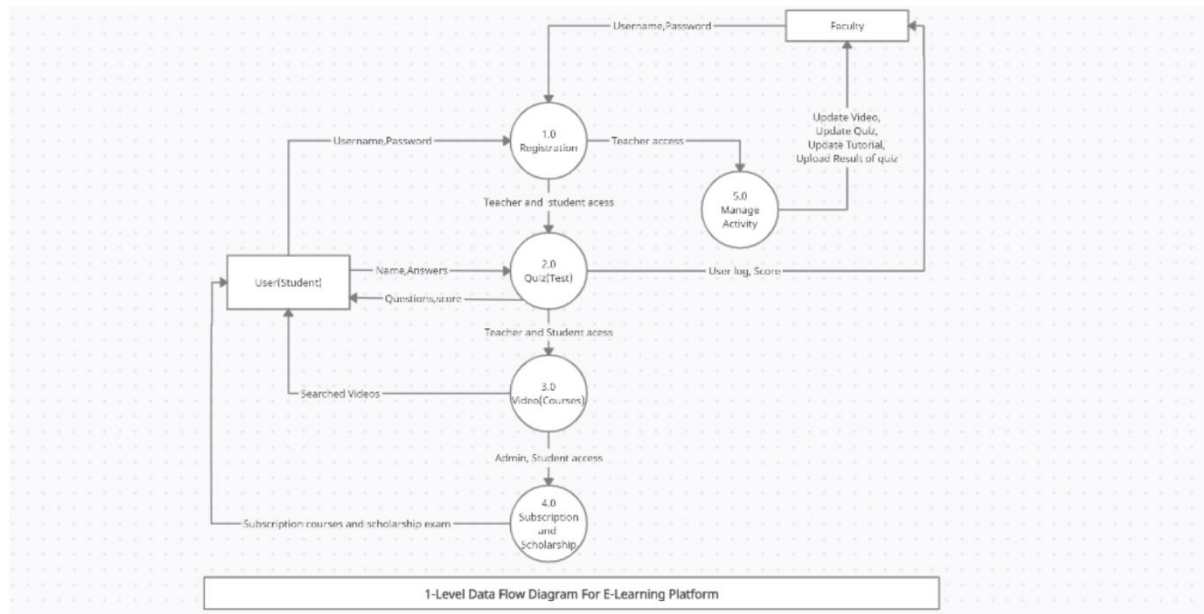 Faculty
Username,Password
Update Video,
Update Quiz,
Update Tutorial,
Upload Result of quiz
1.0
Registration
Username,Password
Teacher access
5.0
Manage
Activity
Teacher and student acess
2.0
Quiz(Test)
User(Student)
Name,Answers
User log, Score
Questions,score
Teacher and Student acess
3.0
Video(Courses)
Searched Videos
Admin, Student access
4.0
Subscription
and
Scholarship
Subscription courses and scholarship exam
1-Level Data Flow Diagram For E-Learning Platform